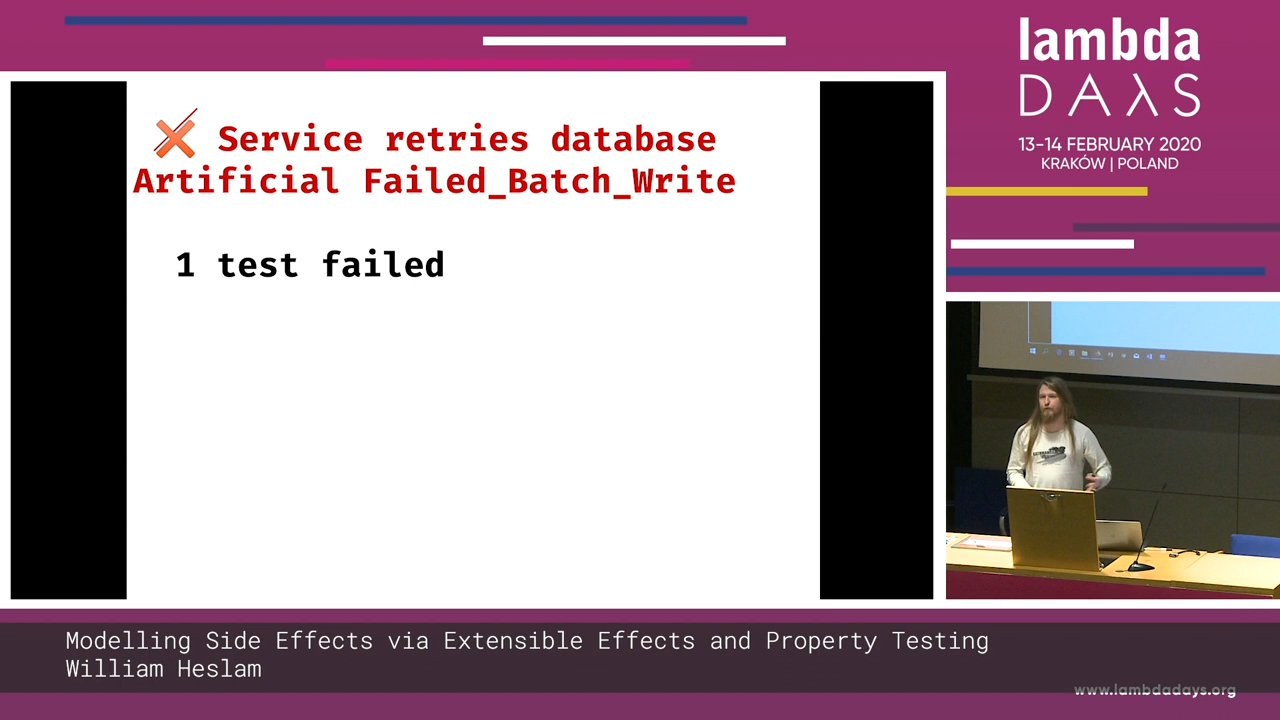 Service retries database
Artificial Failed_Batch_Write
1 test failed
lambda
DAλS
13-14 FEBRUARY 2020
KRAKÓW | POLAND
Modelling Side Effects via Extensible Effects and Property Testing
William Heslam
www.lambdadays.org